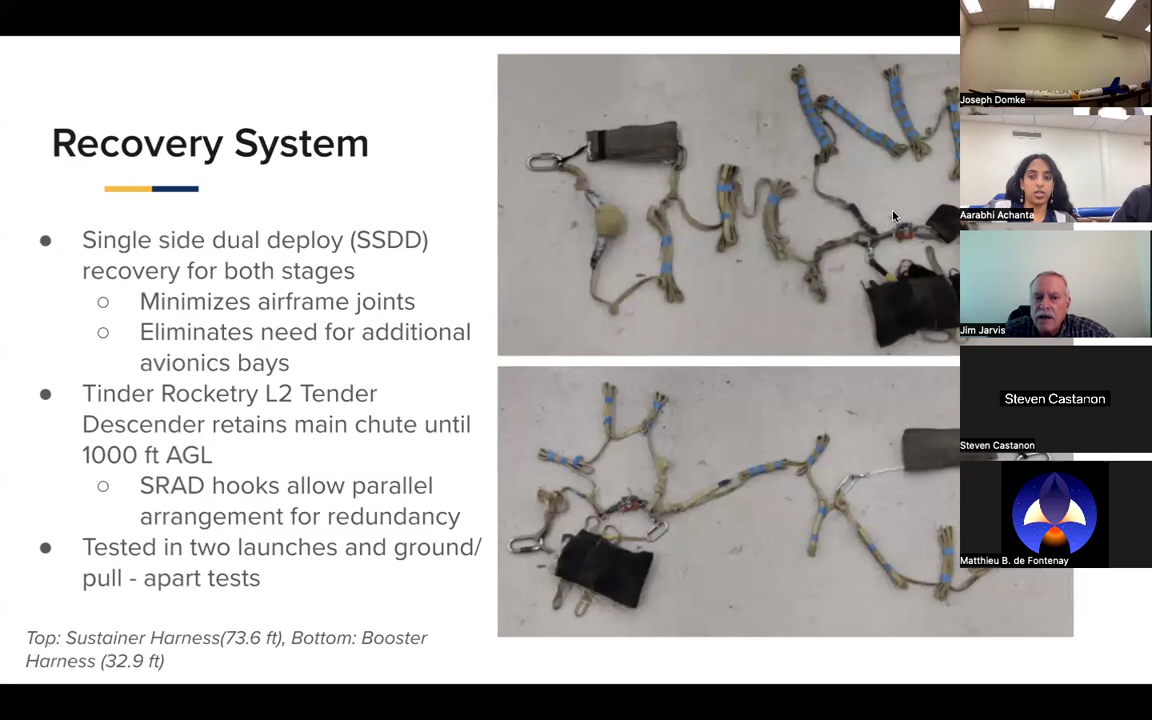 Recovery System
● Single side dual deploy (SSDD)
recovery for both stages
○ Minimizes airframe joints
○ Eliminates need for additional
avionics bays
● Tinder Rocketry L2 Tender
Descender retains main chute until
1000 ft AGL
○ SRAD hooks allow parallel
arrangement for redundancy
● Tested in two launches and ground/
pull - apart tests
Top: Sustainer Harness(73.6 ft), Bottom: Booster
Harness (32.9 ft)
Joseph Domke
Aarabhi Achanta
Jim Jarvis
Steven Castanon
Steven Castanon
Matthieu B. de Fontenay